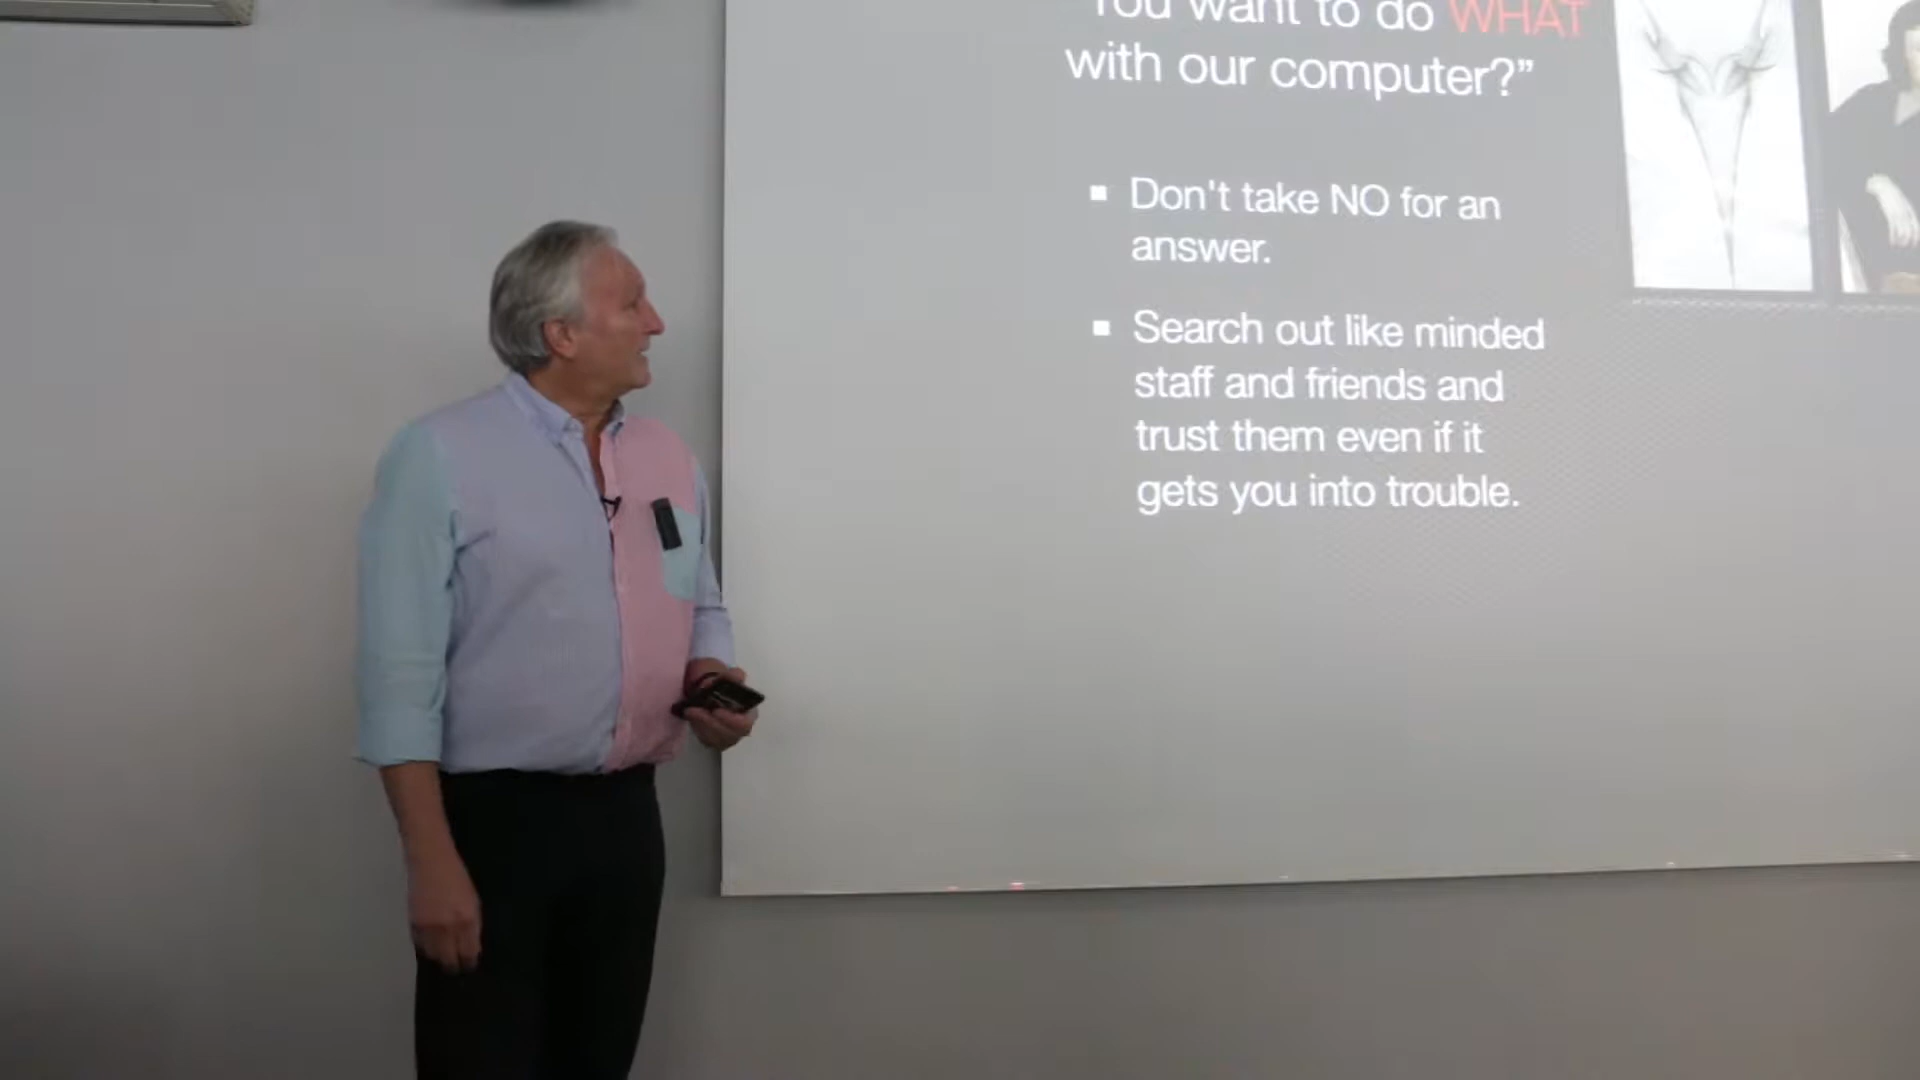 You want to do WHAT
with our computer?”
▪ Don't take NO for an
answer.
▪ Search out like minded
staff and friends and
trust them even if it
gets you into trouble.